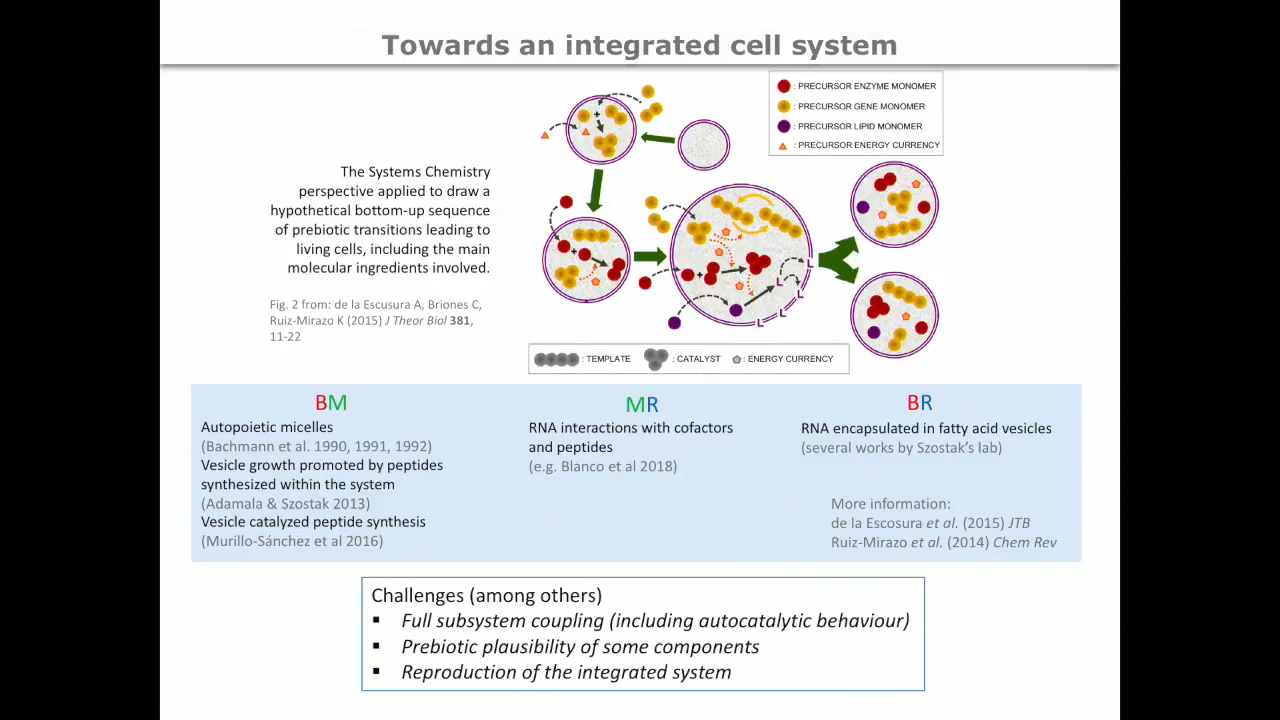 Towards an integrated cell system
: PRECURSOR ENZYME MONOMER
: PRECURSOR GENE MONOMER
: PRECURSOR LIPID MONOMER
: PRECURSOR ENERGY CURRENCY
The Systems Chemistry
perspective applied to draw a
hypothetical bottom-up sequence
of prebiotic transitions leading to
living cells, including the main
molecular ingredients involved.
Fig. 2 from: de la Escusura A, Briones C,
Ruiz-Mirazo K (2015) J Theor Biol 381,
11-22
+
+
+
L
L
L
L
L
: TEMPLATE : CATALYST : ENERGY CURRENCY
BM
Autopoietic micelles
(Bachmann et al. 1990, 1991, 1992)
Vesicle growth promoted by peptides
synthesized within the system
(Adamala & Szostak 2013)
Vesicle catalyzed peptide synthesis
(Murillo-Sánchez et al 2016)
MR
RNA interactions with cofactors
and peptides
(e.g. Blanco et al 2018)
BR
RNA encapsulated in fatty acid vesicles
(several works by Szostak’s lab)
More information:
de la Escosura et al. (2015) JTB
Ruiz-Mirazo et al. (2014) Chem Rev
Challenges (among others)
▪ Full subsystem coupling (including autocatalytic behaviour)
▪ Prebiotic plausibility of some components
▪ Reproduction of the integrated system